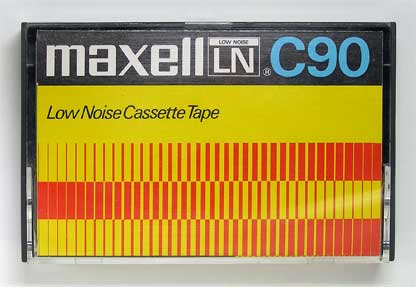 maxell LOW NOISE LN ® C90
Low Noise Cassette Tape